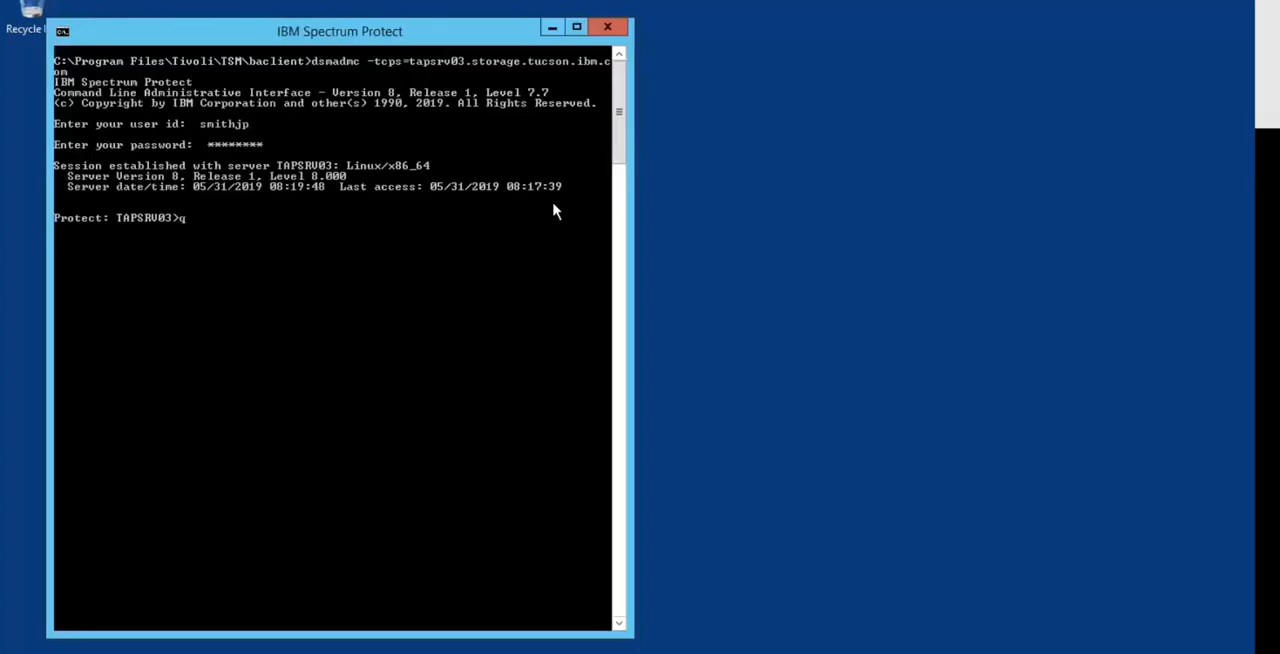 Recycle
IBM Spectrum Protect
C:\Program Files\Tivoli\TSM\baclient>dsmadmc -tcps=tapsrv03.storage.tucson.ibm.c
om
IBM Spectrum Protect
Command Line Administrative Interface - Version 8, Release 1, Level 7.7
(c) Copyright by IBM Corporation and other(s) 1990, 2019. All Rights Reserved.
Enter your user id:  smithjp
Enter your password:  ********
Session established with server TAPSRV03: Linux/x86_64
  Server Version 8, Release 1, Level 8.000
  Server date/time: 05/31/2019 08:19:48  Last access: 05/31/2019 08:17:39
Protect: TAPSRV03>q